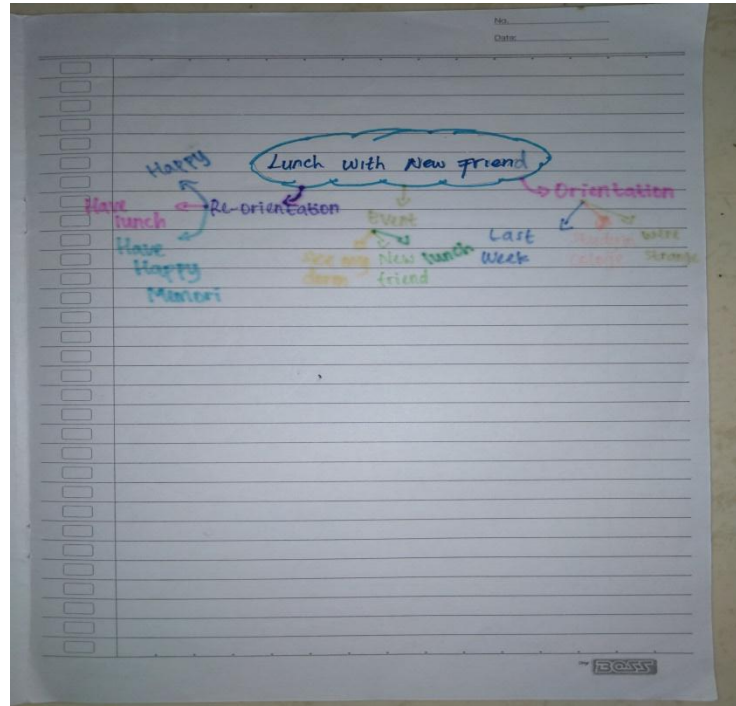 No.
Date:
Lunch with New Friend
Happy
Have
lunch
Re-orientation
Have
Happy
Memori
Event
New
friend
lunch
Orientation
Last
Week
were
strange
BOSS